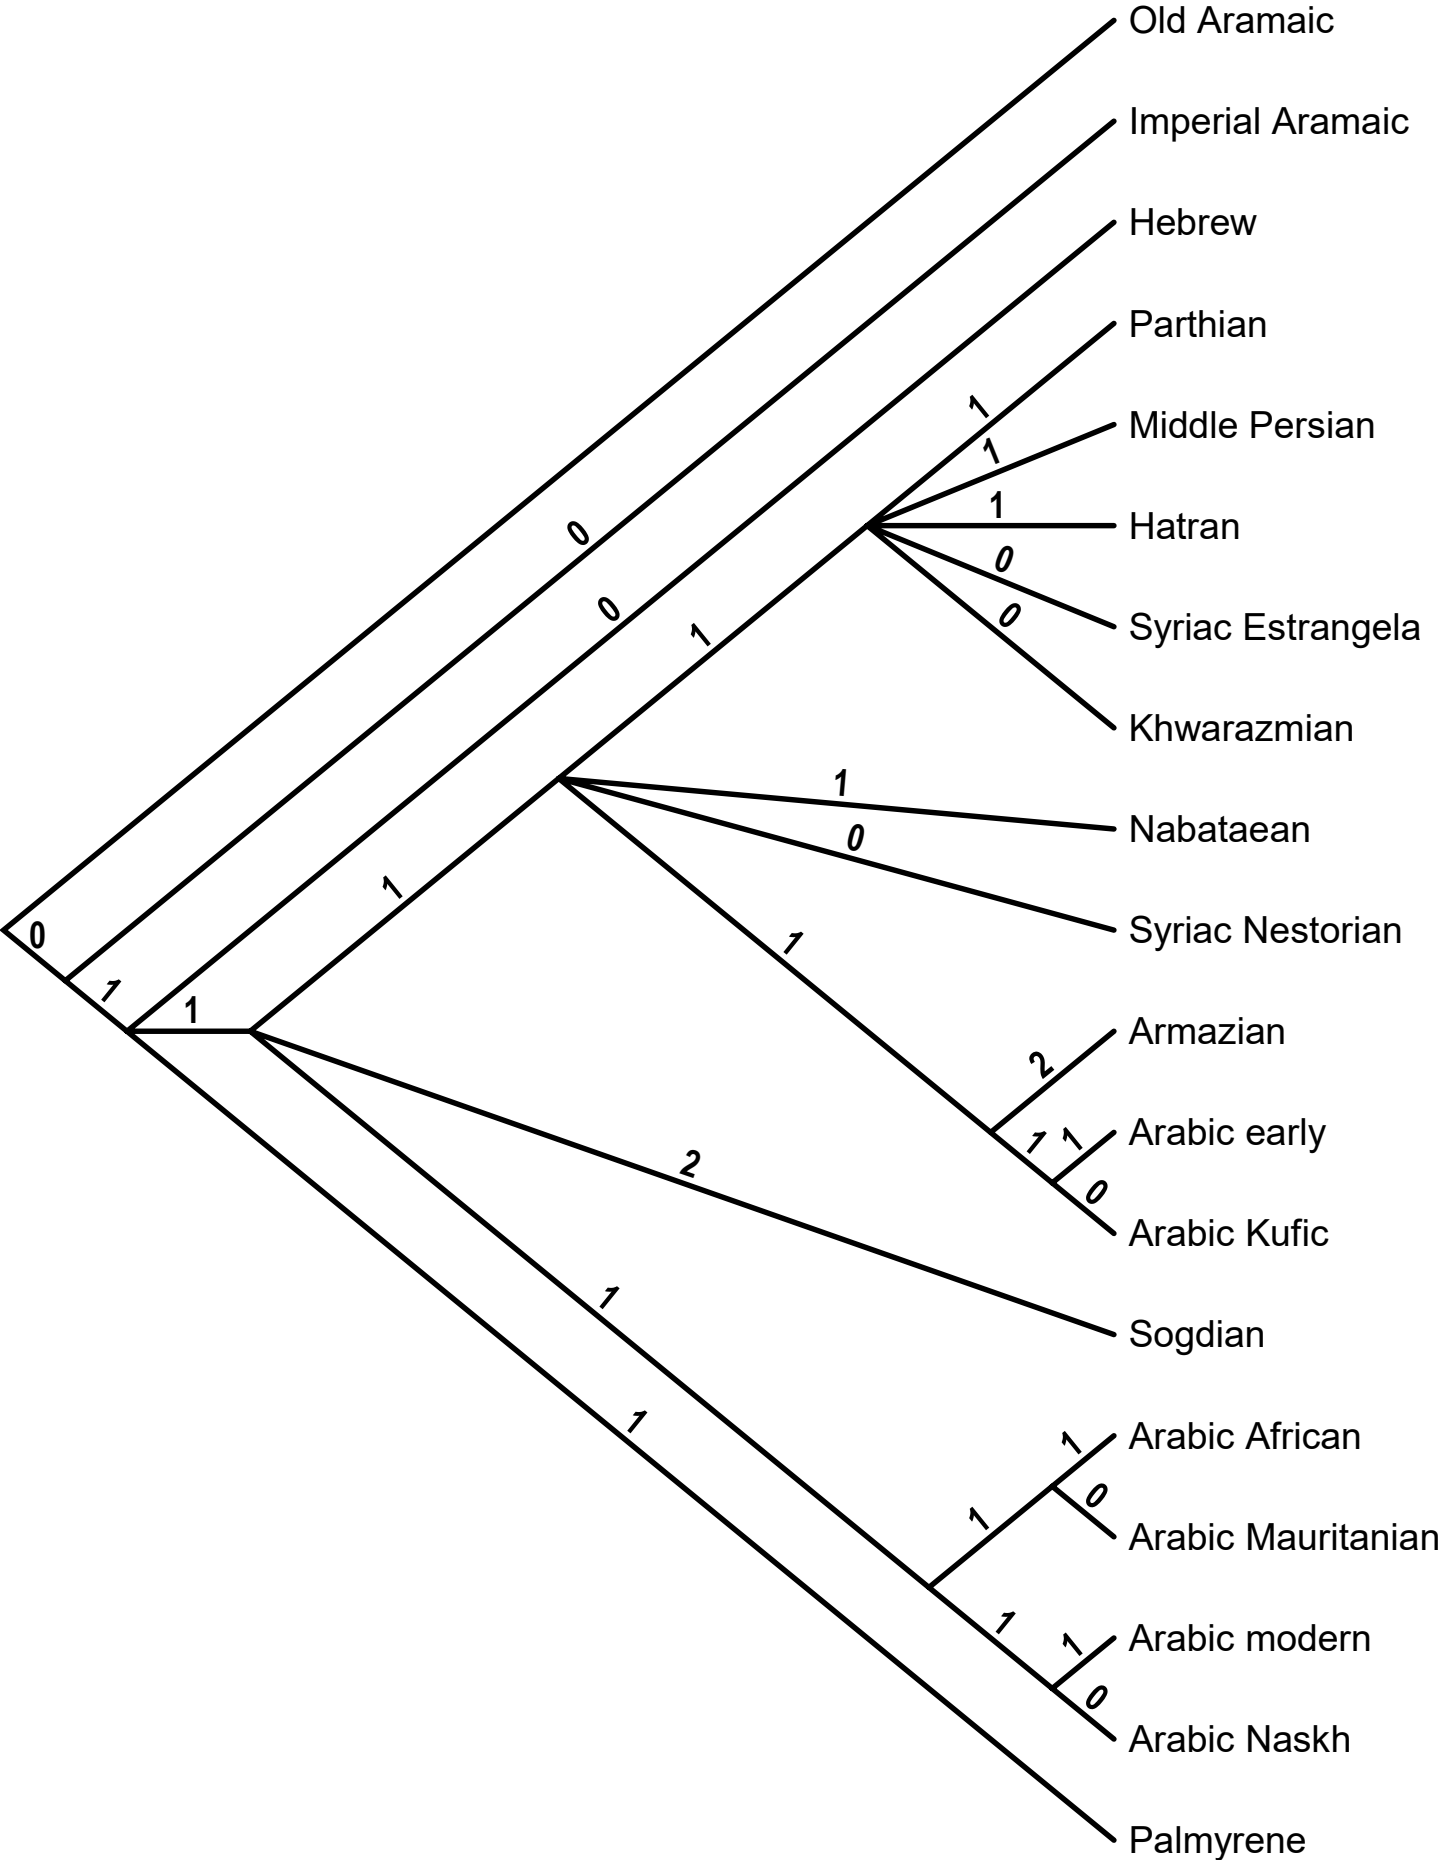 Old Aramaic
Imperial Aramaic
Hebrew
Parthian
1
Middle Persian
1
1
Hatran
0
0
0
Syriac Estrangela
0
1
Khwarazmian
1
Nabataean
0
1
Syriac Nestorian
0
1
1
1
Armazian
2
Arabic early
1
1
2
0
Arabic Kufic
1
Sogdian
1
Arabic African
1
0
1
Arabic Mauritanian
1
Arabic modern
1
0
Arabic Naskh
Palmyrene